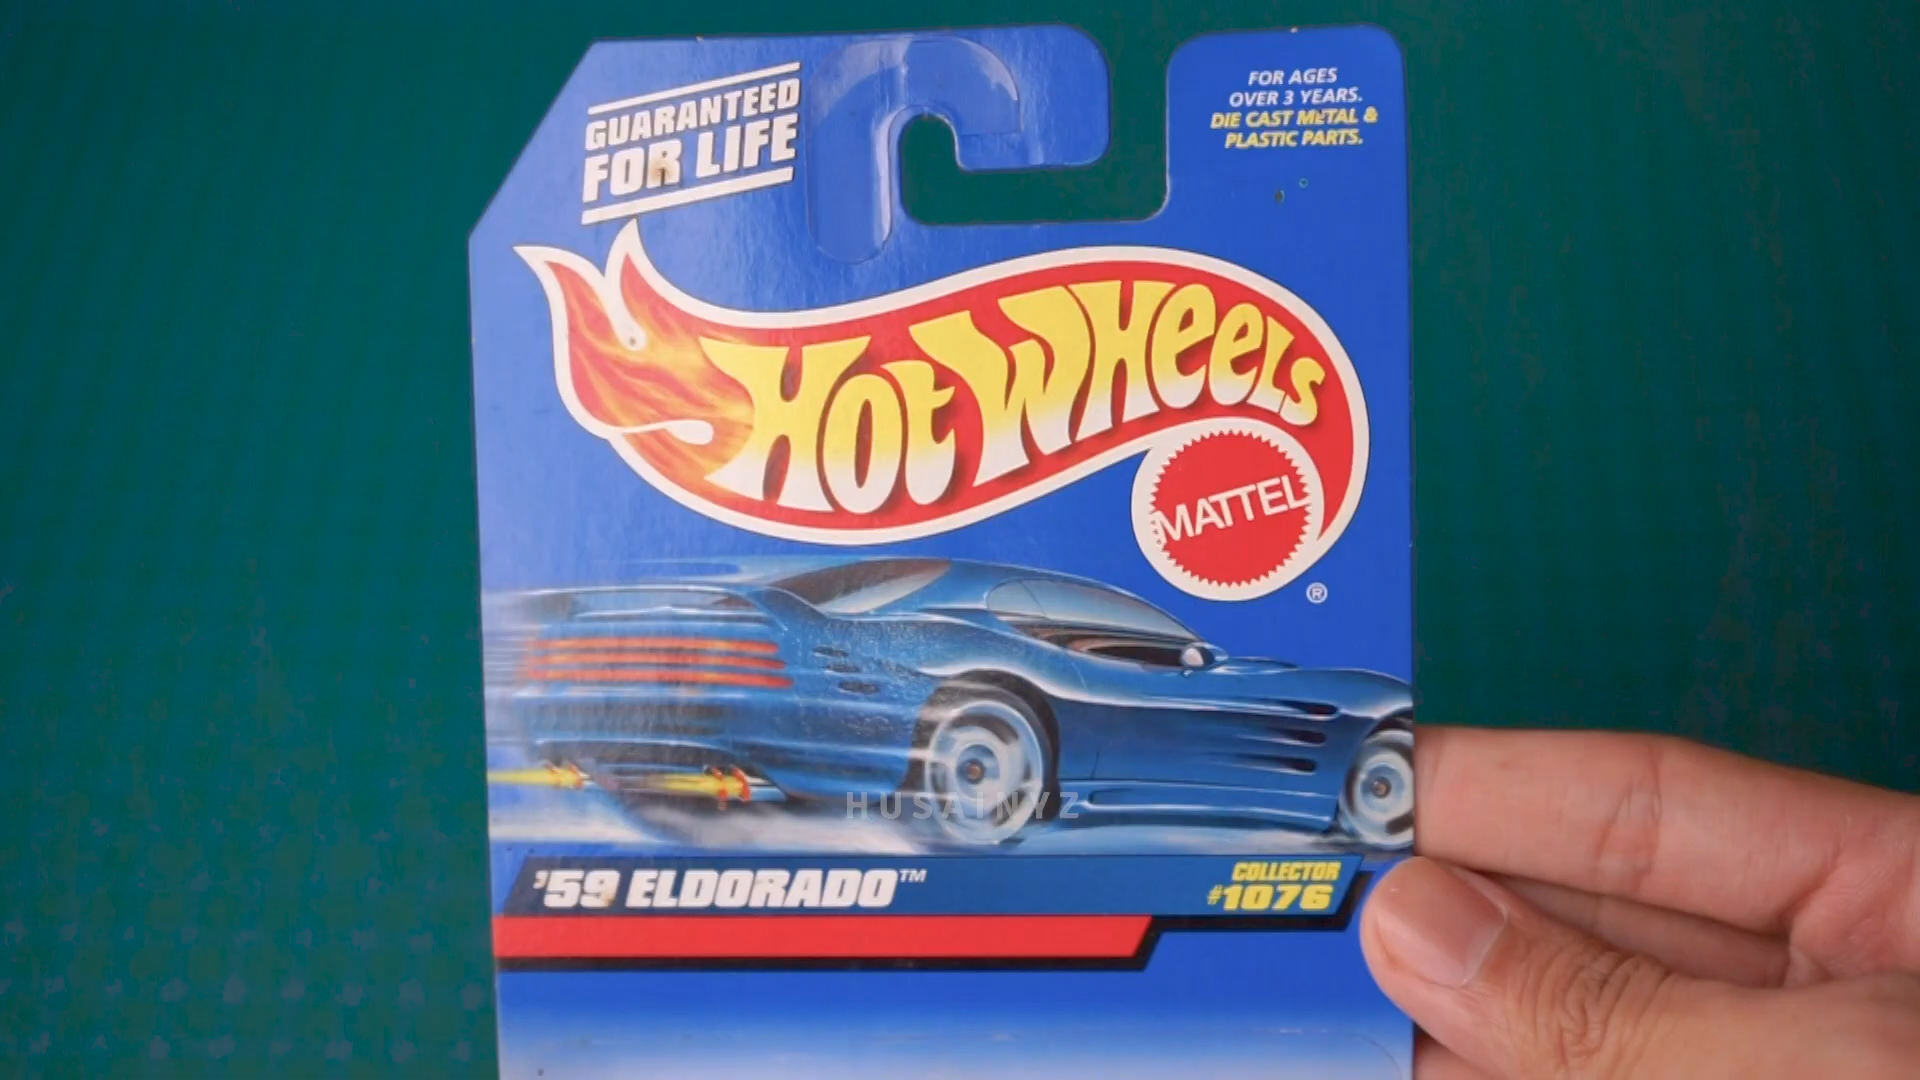 GUARANTEED
FOR LIFE
FOR AGES
OVER 3 YEARS.
DIE CAST METAL &
PLASTIC PARTS.
HOT WHEELS
MATTEL
®
HUSAINYZ
'59 ELDORADO™
COLLECTOR
#1076